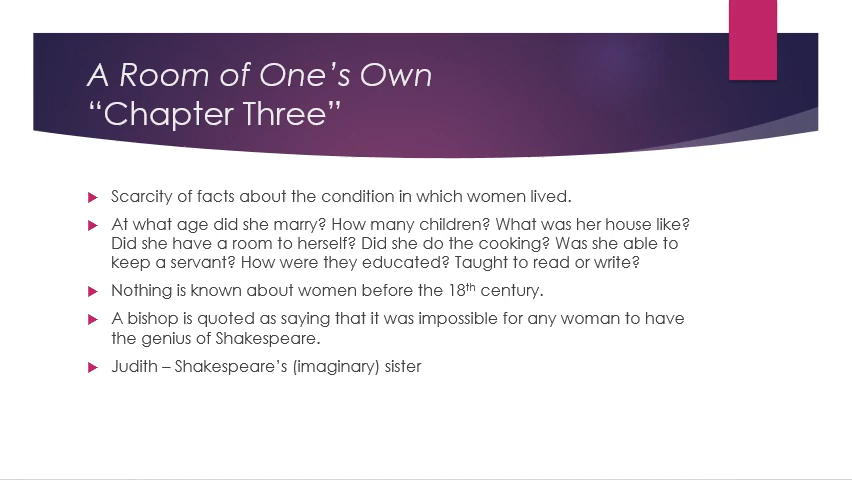 A Room of One’s Own
“Chapter Three”
Scarcity of facts about the condition in which women lived.
At what age did she marry? How many children? What was her house like?
Did she have a room to herself? Did she do the cooking? Was she able to
keep a servant? How were they educated? Taught to read or write?
Nothing is known about women before the 18th century.
A bishop is quoted as saying that it was impossible for any woman to have
the genius of Shakespeare.
Judith – Shakespeare’s (imaginary) sister